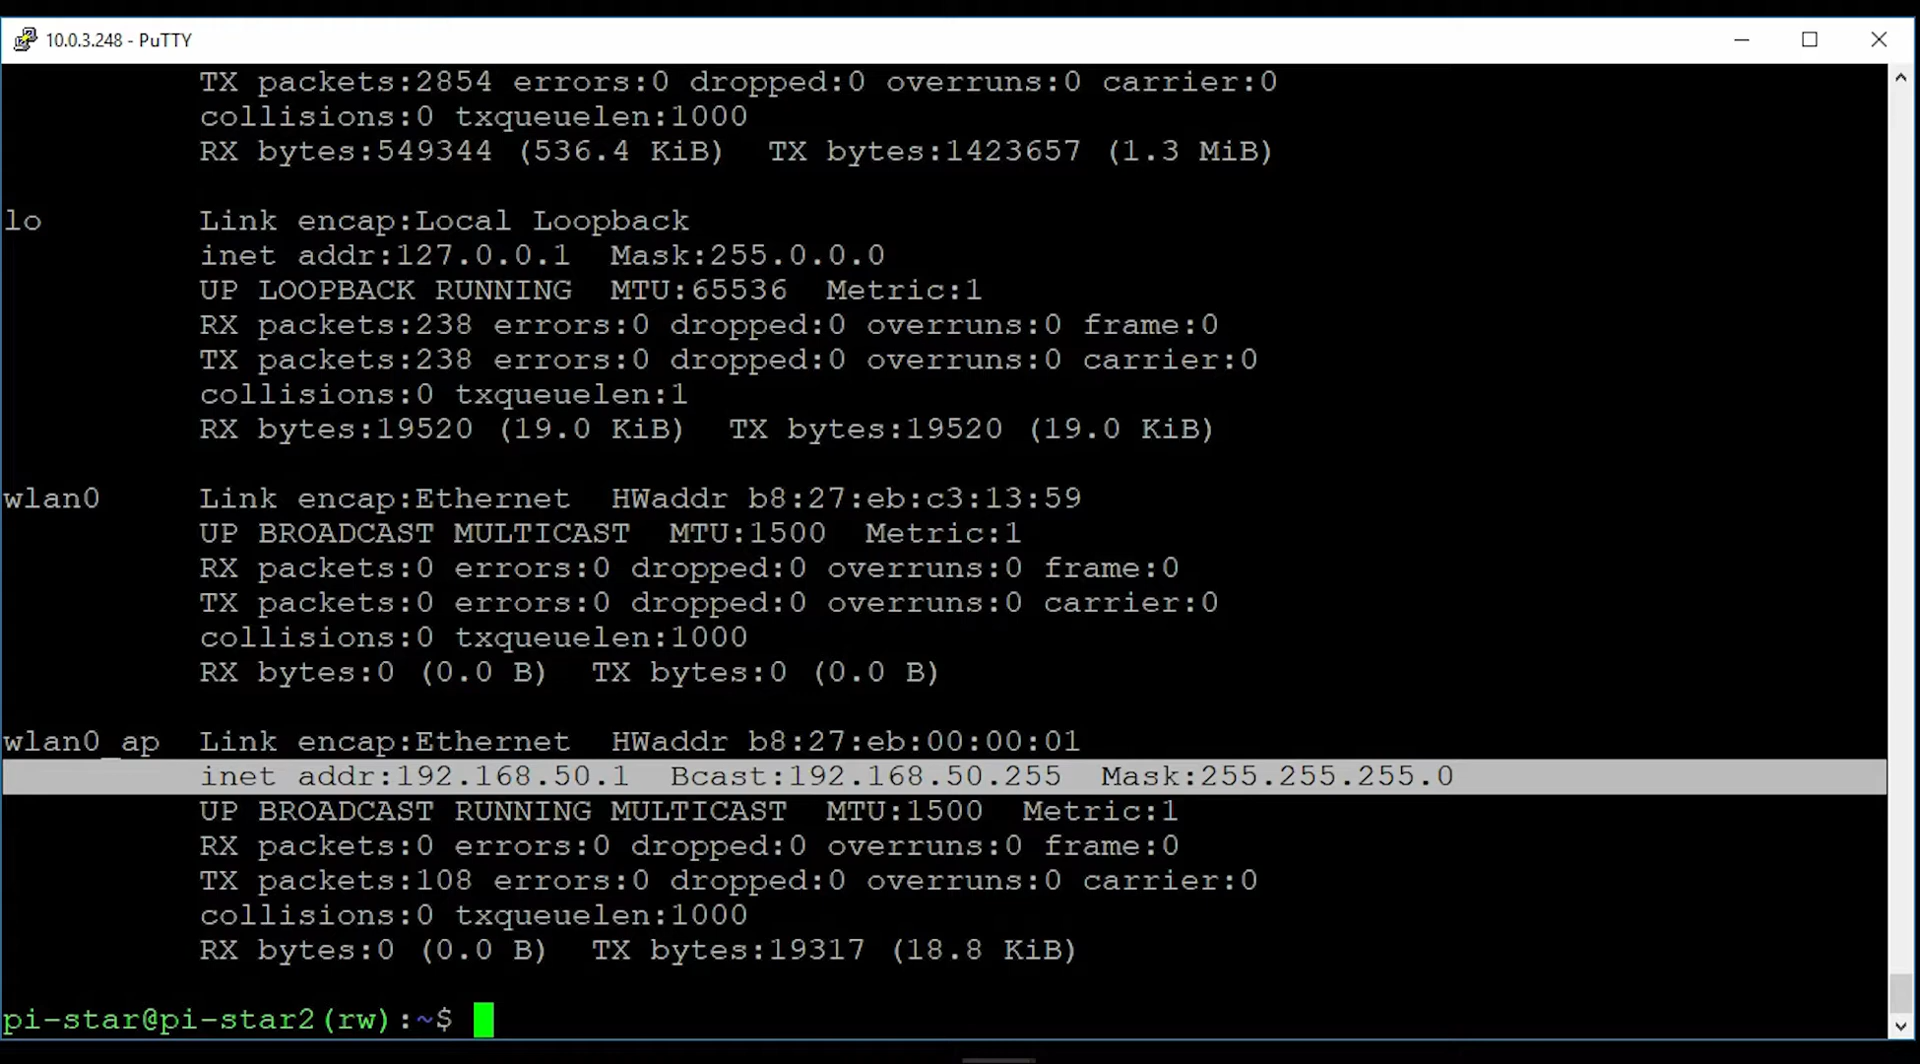 10.0.3.248 - PuTTY
TX packets:2854 errors:0 dropped:0 overruns:0 carrier:0
collisions:0 txqueuelen:1000
RX bytes:549344 (536.4 KiB)  TX bytes:1423657 (1.3 MiB)
lo        Link encap:Local Loopback
inet addr:127.0.0.1  Mask:255.0.0.0
UP LOOPBACK RUNNING  MTU:65536  Metric:1
RX packets:238 errors:0 dropped:0 overruns:0 frame:0
TX packets:238 errors:0 dropped:0 overruns:0 carrier:0
collisions:0 txqueuelen:1
RX bytes:19520 (19.0 KiB)  TX bytes:19520 (19.0 KiB)
wlan0     Link encap:Ethernet  HWaddr b8:27:eb:c3:13:59
UP BROADCAST MULTICAST  MTU:1500  Metric:1
RX packets:0 errors:0 dropped:0 overruns:0 frame:0
TX packets:0 errors:0 dropped:0 overruns:0 carrier:0
collisions:0 txqueuelen:1000
RX bytes:0 (0.0 B)  TX bytes:0 (0.0 B)
wlan0_ap  Link encap:Ethernet  HWaddr b8:27:eb:00:00:01
inet addr:192.168.50.1  Bcast:192.168.50.255  Mask:255.255.255.0
UP BROADCAST RUNNING MULTICAST  MTU:1500  Metric:1
RX packets:0 errors:0 dropped:0 overruns:0 frame:0
TX packets:108 errors:0 dropped:0 overruns:0 carrier:0
collisions:0 txqueuelen:1000
RX bytes:0 (0.0 B)  TX bytes:19317 (18.8 KiB)
pi-star@pi-star2(rw):~$